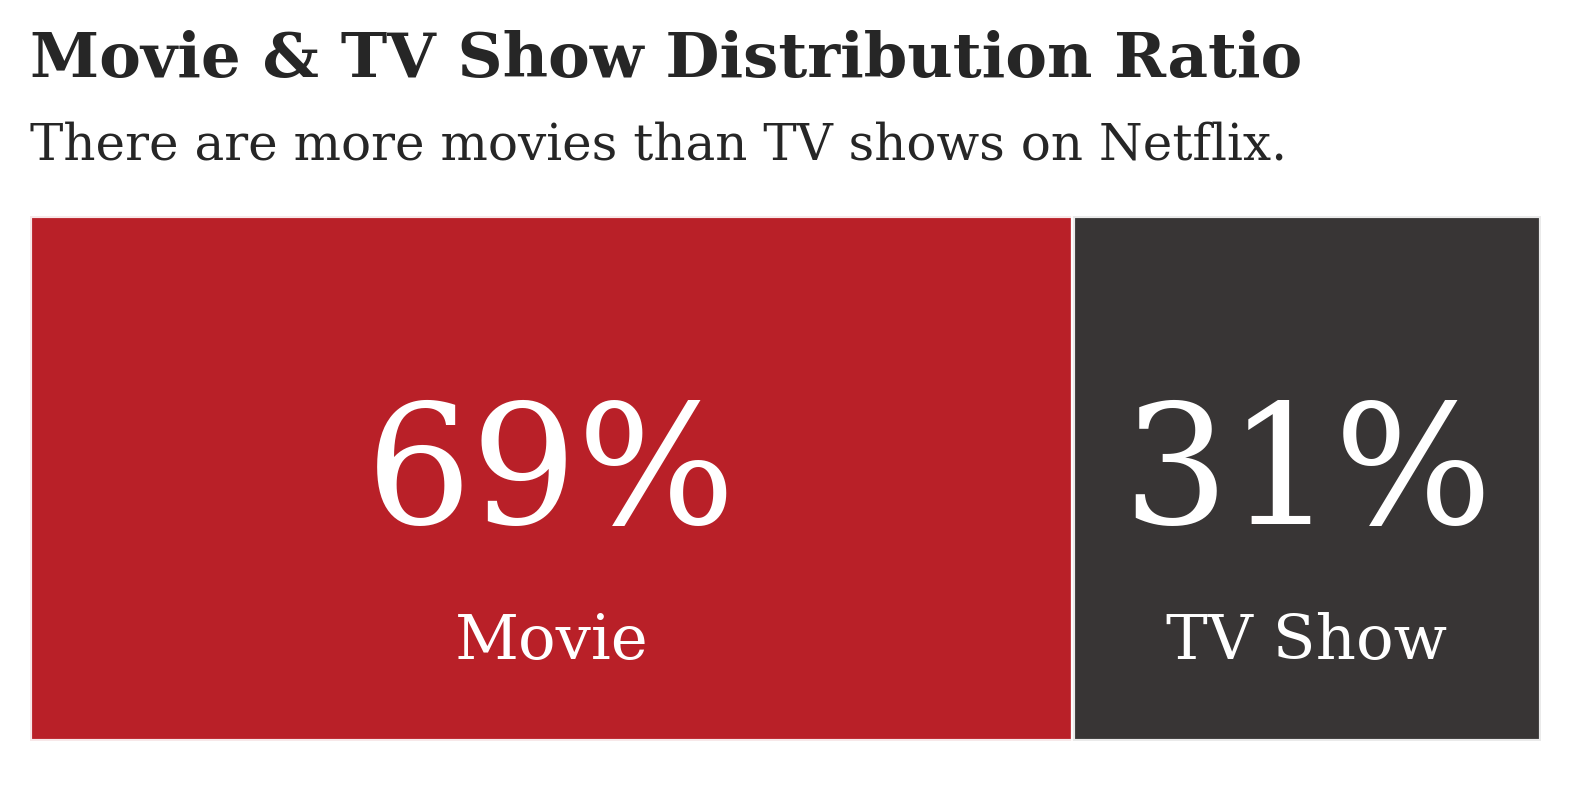 Movie & TV Show Distribution Ratio
There are more movies than TV shows on Netflix.
69%
Movie
31%
TV Show